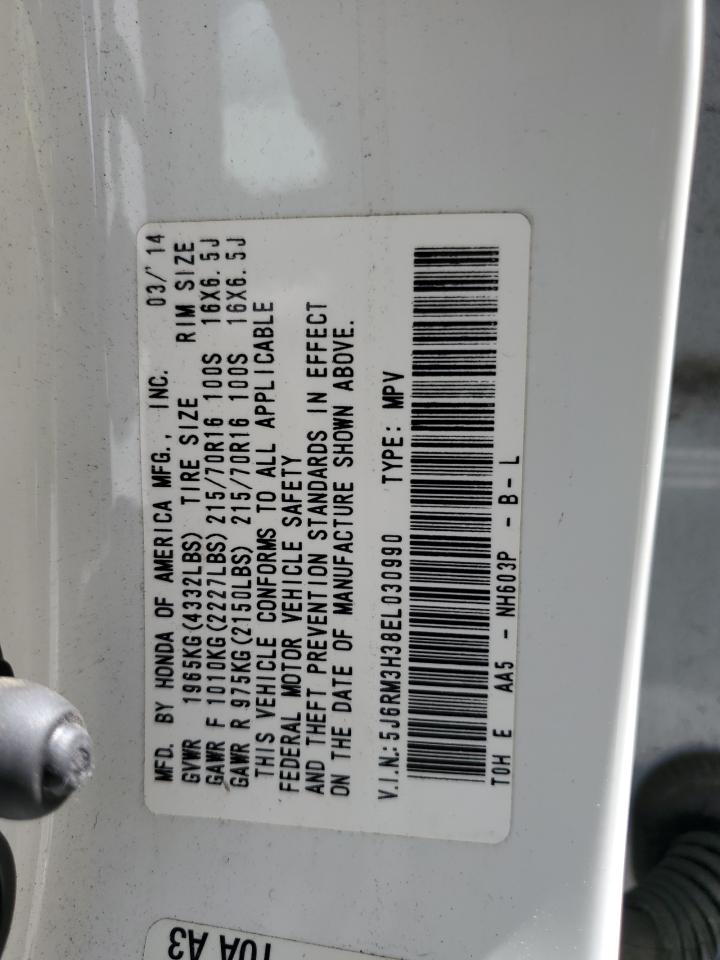 MFD. BY HONDA OF AMERICA MFG., INC. 03/'14
GVWR 1965KG(4332LBS) TIRE SIZE RIM SIZE
GAWR F 1010KG(2227LBS) 215/70R16 100S 16X6.5J
GAWR R 975KG(2150LBS) 215/70R16 100S 16X6.5J
THIS VEHICLE CONFORMS TO ALL APPLICABLE
FEDERAL MOTOR VEHICLE SAFETY
AND THEFT PREVENTION STANDARDS IN EFFECT
ON THE DATE OF MANUFACTURE SHOWN ABOVE.
V.I.N.: 5J6RM3H38EL030990 TYPE: MPV
TOH E AA5 - NH603P - B - L
TOA A3